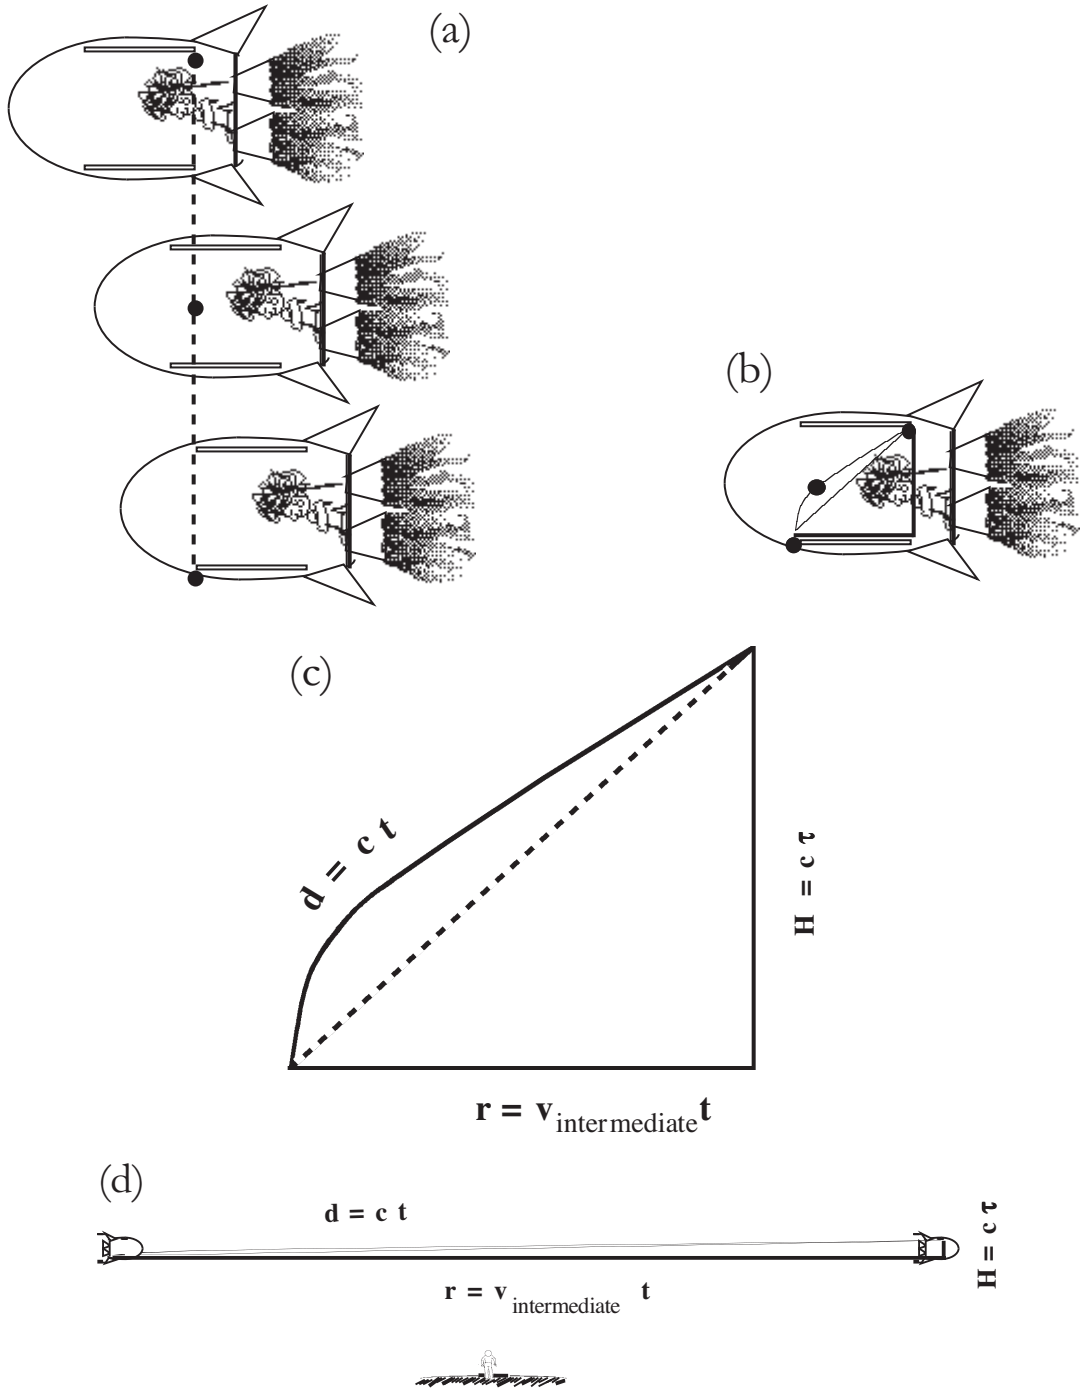 (a)
(b)
(c)
d = c t
H = c τ
r = v intermediate t
(d)
d = c t
H = c τ
r = v intermediate t